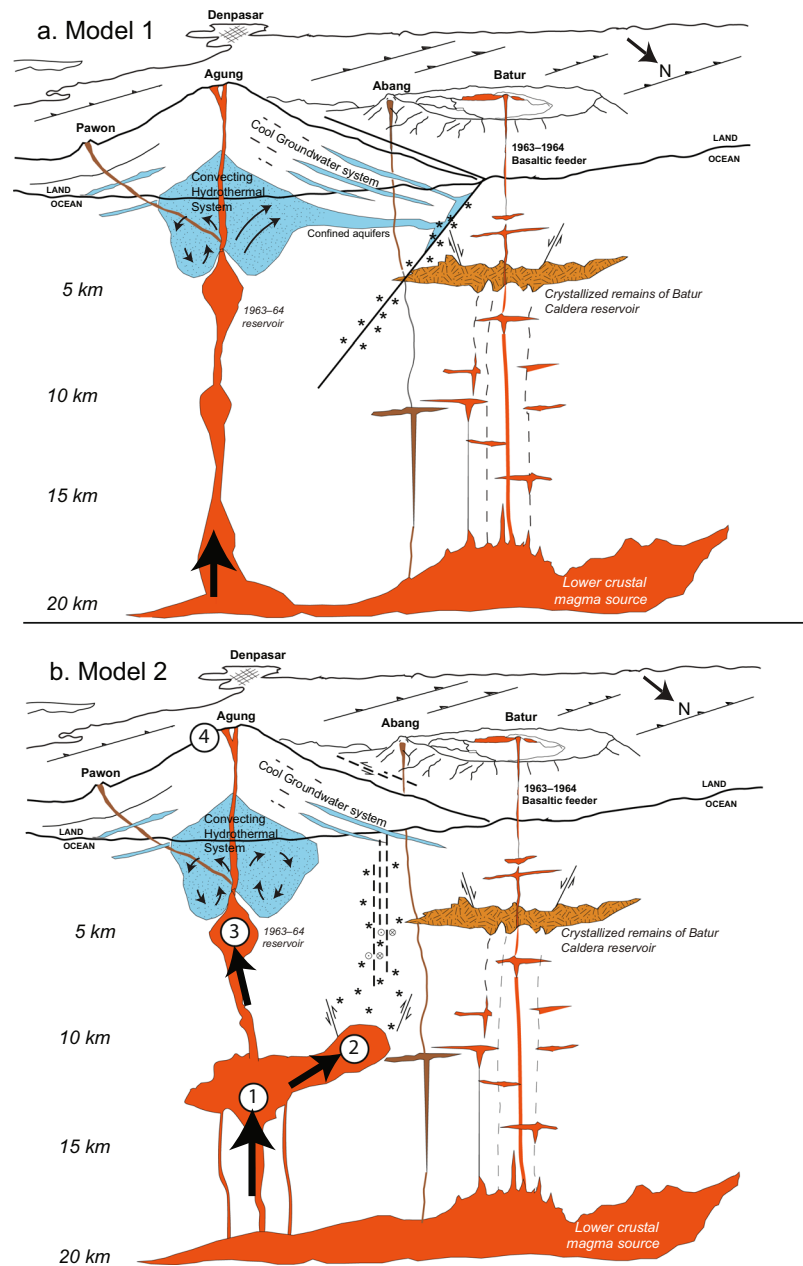 a. Model 1
Denpasar
N
Agung
Abang
Batur
Pawon
Cool Groundwater system
1963–1964
Basaltic feeder
LAND
OCEAN
LAND
OCEAN
Convecting
Hydrothermal
System
Confined aquifers
5 km
1963–64
reservoir
Crystallized remains of Batur
Caldera reservoir
10 km
15 km
Lower crustal
magma source
20 km
b. Model 2
Denpasar
N
4
Agung
Abang
Batur
Pawon
Cool Groundwater system
1963–1964
Basaltic feeder
LAND
OCEAN
Convecting
Hydrothermal
System
LAND
OCEAN
5 km
3
1963–64
reservoir
Crystallized remains of Batur
Caldera reservoir
10 km
2
1
15 km
Lower crustal
magma source
20 km